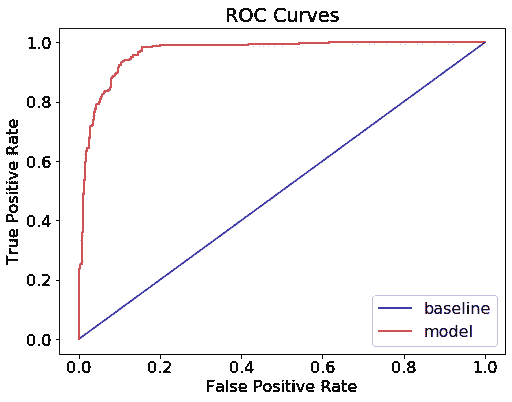 ROC Curves
1.0
0.8
0.6
0.4
0.2
0.0
True Positive Rate
baseline
model
0.0 0.2 0.4 0.6 0.8 1.0
False Positive Rate